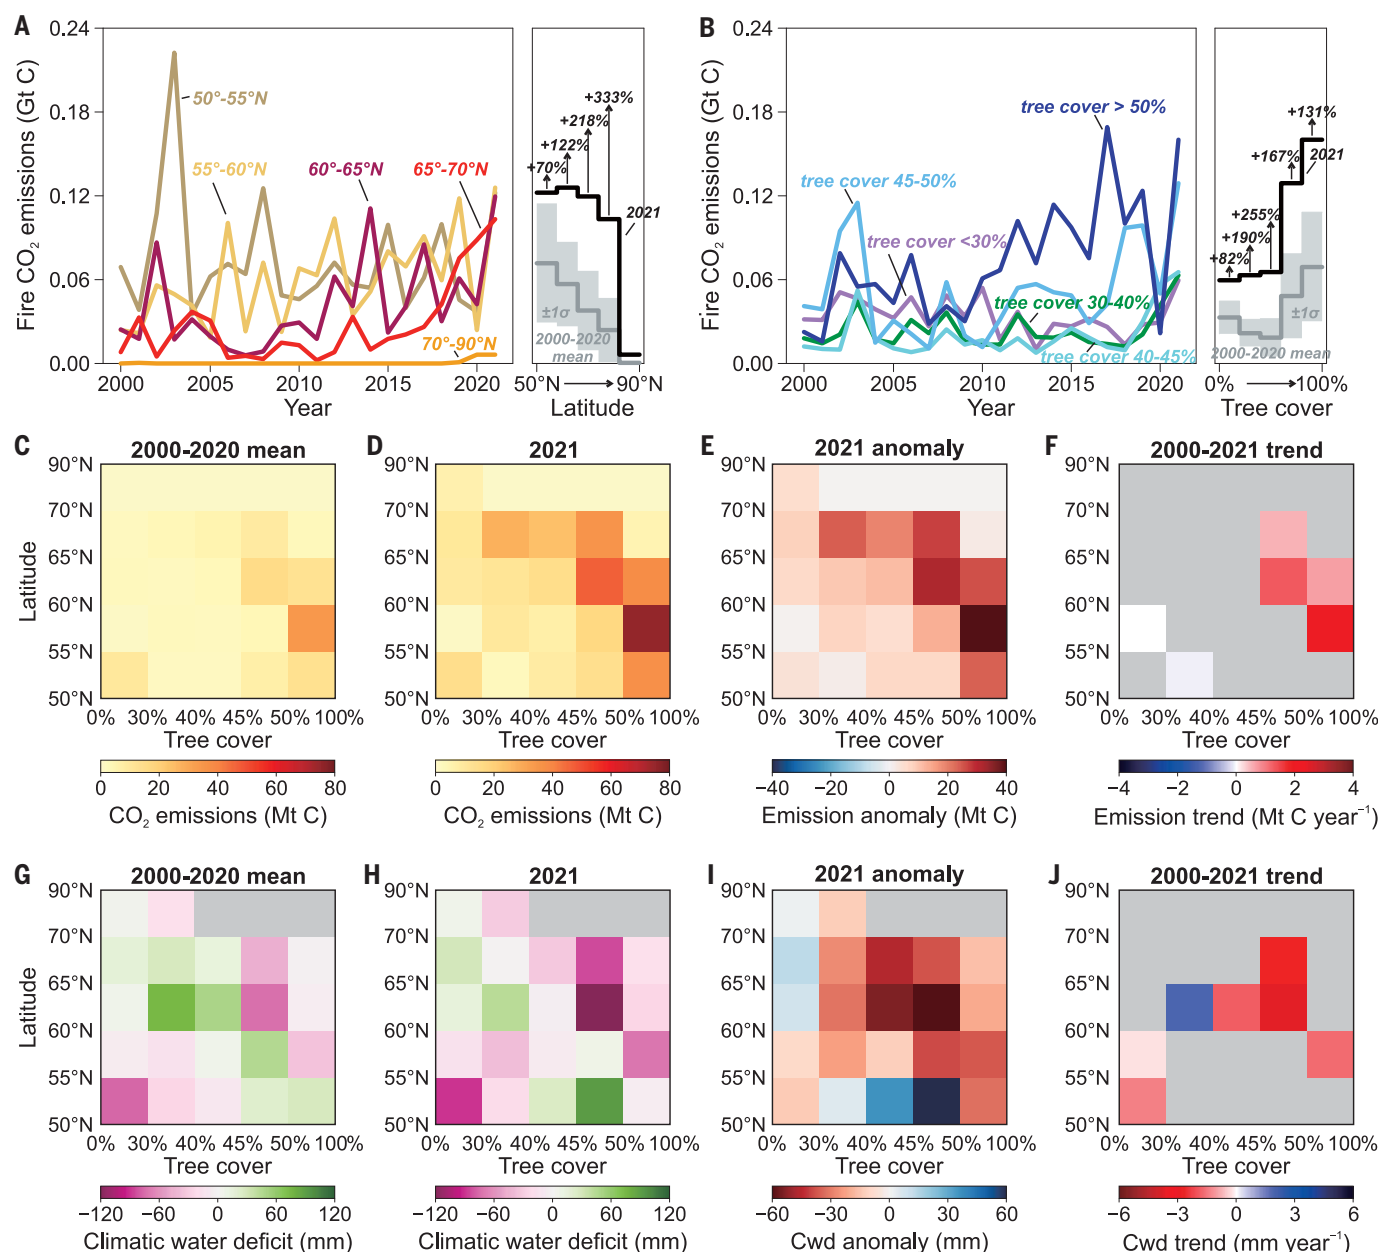 A
B
0.24
0.18
0.12
0.06
0.00
Fire CO₂ emissions (Gt C)
50°-55°N
55°-60°N
60°-65°N
65°-70°N
70°-90°N
2000 2005 2010 2015 2020
Year
+333%
+218%
+122%
+70%
2021
±1σ
2000-2020
mean
50°N 90°N
Latitude
0.24
0.18
0.12
0.06
0.00
Fire CO₂ emissions (Gt C)
tree cover > 50%
tree cover 45-50%
tree cover <30%
tree cover 30-40%
tree cover 40-45%
2000 2005 2010 2015 2020
Year
+131%
+167%
2021
+255%
+190%
+82%
±1σ
2000-2020
mean
0% 100%
Tree cover
C 2000-2020 mean
90°N
70°N
65°N
60°N
55°N
50°N
Latitude
0% 30% 40% 45% 50% 100%
Tree cover
0 20 40 60 80
CO₂ emissions (Mt C)
D 2021
90°N
70°N
65°N
60°N
55°N
50°N
0% 30% 40% 45% 50% 100%
Tree cover
0 20 40 60 80
CO₂ emissions (Mt C)
E 2021 anomaly
90°N
70°N
65°N
60°N
55°N
50°N
0% 30% 40% 45% 50% 100%
Tree cover
−40 −20 0 20 40
Emission anomaly (Mt C)
F 2000-2021 trend
90°N
70°N
65°N
60°N
55°N
50°N
0% 30% 40% 45% 50% 100%
Tree cover
−4 −2 0 2 4
Emission trend (Mt C year⁻¹)
G 2000-2020 mean
90°N
70°N
65°N
60°N
55°N
50°N
Latitude
0% 30% 40% 45% 50% 100%
Tree cover
−120 −60 0 60 120
Climatic water deficit (mm)
H 2021
90°N
70°N
65°N
60°N
55°N
50°N
0% 30% 40% 45% 50% 100%
Tree cover
−120 −60 0 60 120
Climatic water deficit (mm)
I 2021 anomaly
90°N
70°N
65°N
60°N
55°N
50°N
0% 30% 40% 45% 50% 100%
Tree cover
−60 −30 0 30 60
Cwd anomaly (mm)
J 2000-2021 trend
90°N
70°N
65°N
60°N
55°N
50°N
0% 30% 40% 45% 50% 100%
Tree cover
−6 −3 0 3 6
Cwd trend (mm year⁻¹)